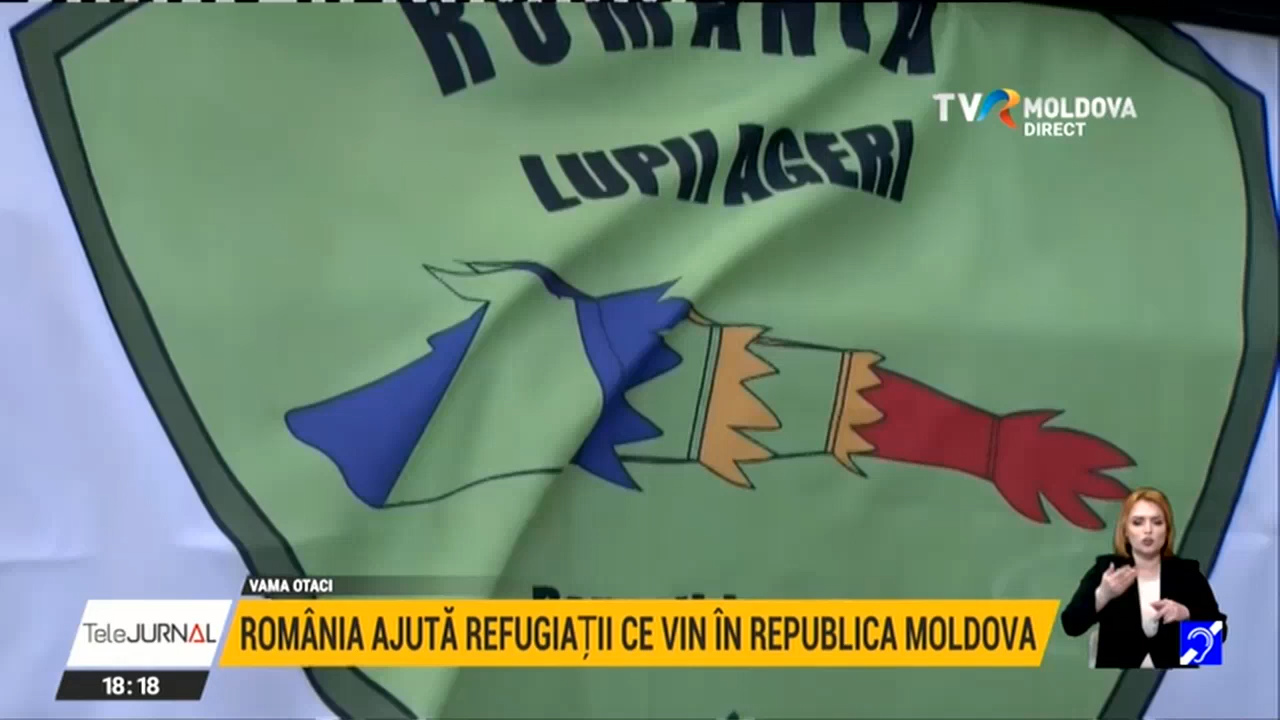 ROMÂNIA
LUPII AGERI
TVR MOLDOVA
DIRECT
VAMA OTACI
TeleJURNAL
ROMÂNIA AJUTĂ REFUGIAȚII CE VIN ÎN REPUBLICA MOLDOVA
18:18